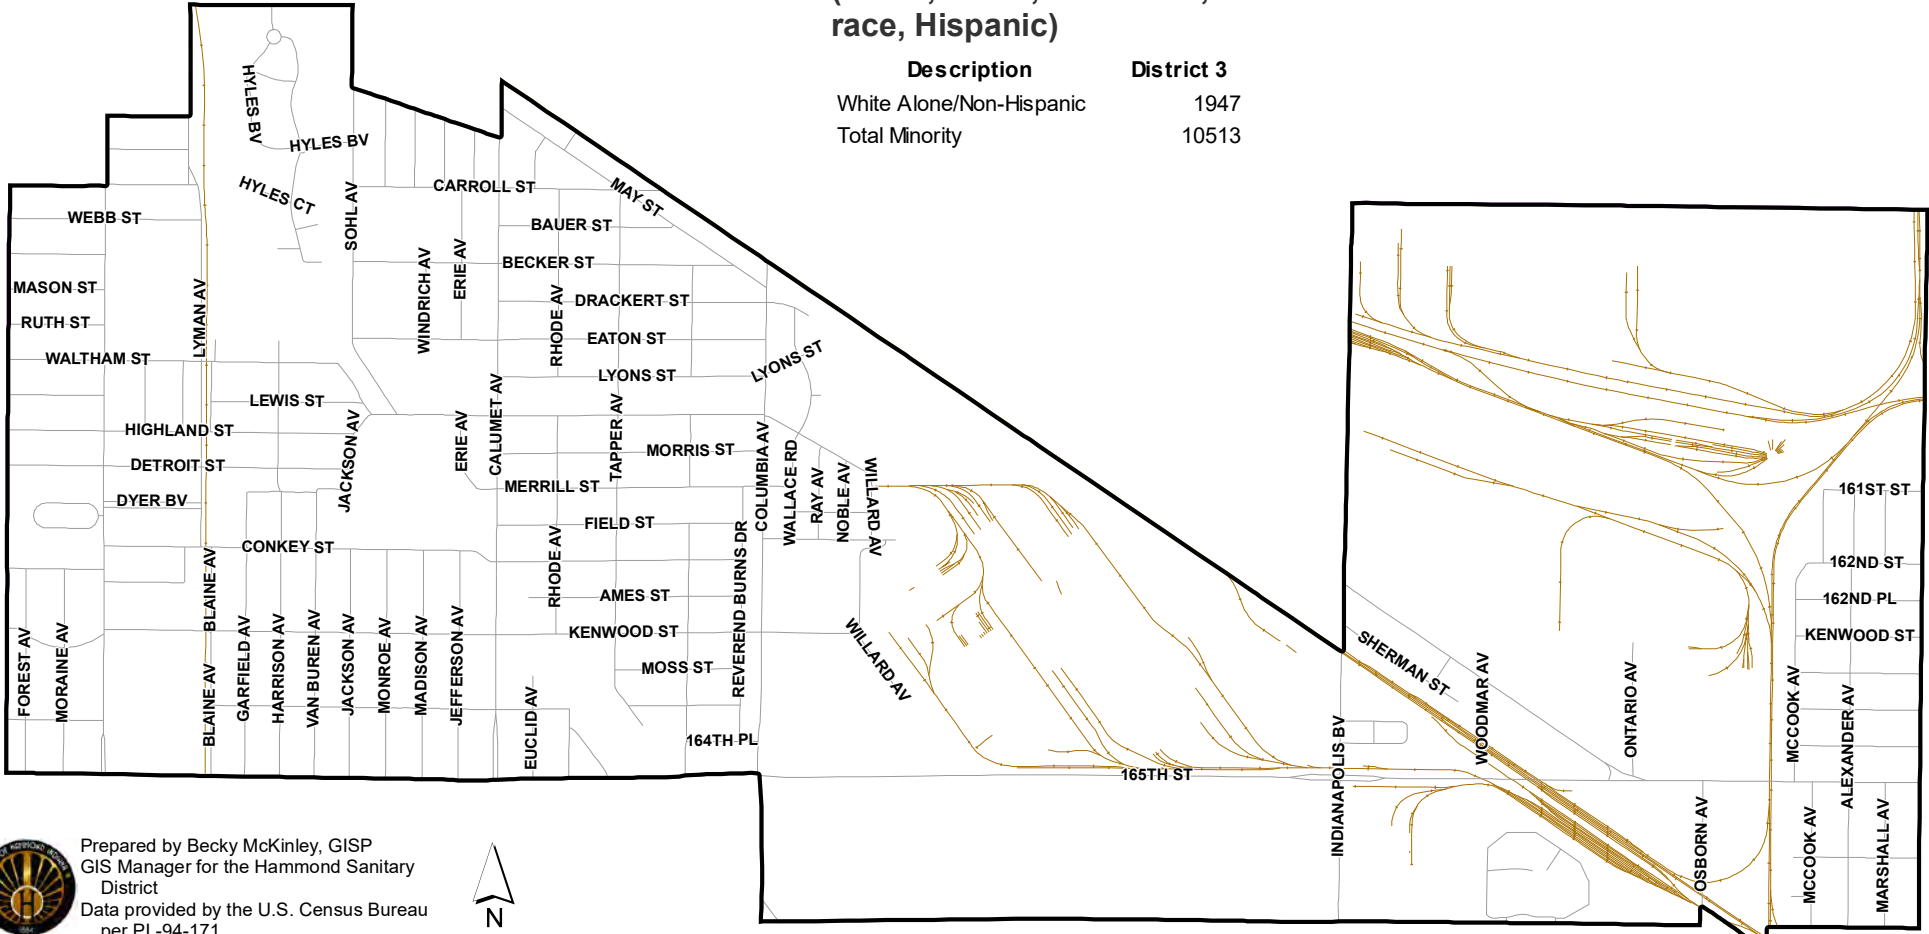 race, Hispanic)
Description District 3
White Alone/Non-Hispanic 1947
Total Minority 10513
HYLES BV
HYLES BV
HYLES CT
SOHL AV
CARROLL ST
MAY ST
WEBB ST
BAUER ST
BECKER ST
WINDRICH AV
ERIE AV
MASON ST
LYMAN AV
RHODE AV
DRACKERT ST
RUTH ST
EATON ST
WALTHAM ST
LYONS ST
LYONS ST
LEWIS ST
CALUMET AV
TAPPER AV
HIGHLAND ST
JACKSON AV
ERIE AV
MORRIS ST
COLUMBIA AV
WALLACE RD
RAY AV
NOBLE AV
WILLARD AV
DETROIT ST
MERRILL ST
DYER BV
FIELD ST
161ST ST
CONKEY ST
RHODE AV
REVEREND BURNS DR
BLAINE AV
162ND ST
AMES ST
162ND PL
KENWOOD ST
KENWOOD ST
FOREST AV
MORAINE AV
BLAINE AV
GARFIELD AV
HARRISON AV
VAN BUREN AV
JACKSON AV
MONROE AV
MADISON AV
JEFFERSON AV
EUCLID AV
MOSS ST
WILLARD AV
SHERMAN ST
WOODMAR AV
ONTARIO AV
MCCOOK AV
ALEXANDER AV
164TH PL
165TH ST
INDIANAPOLIS BV
OSBORN AV
MCCOOK AV
MARSHALL AV
Prepared by Becky McKinley, GISP
GIS Manager for the Hammond Sanitary
District
Data provided by the U.S. Census Bureau
per PL-94-171
N
H